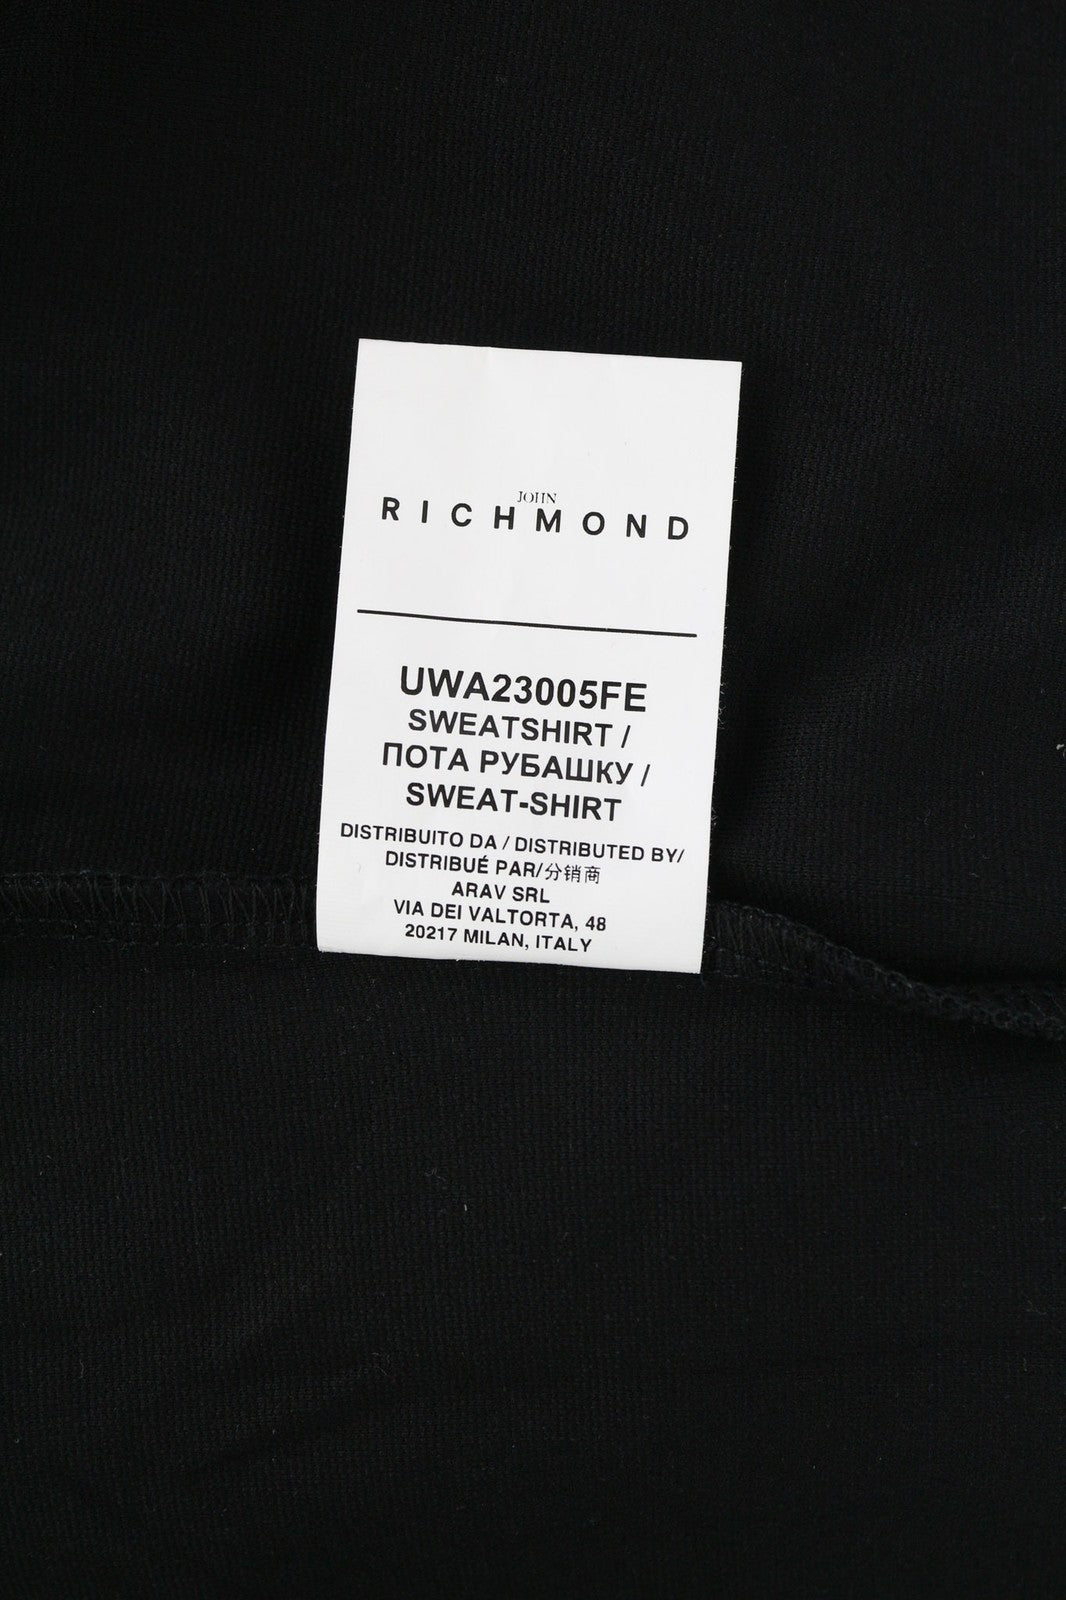 JOHN
RICHMOND
UWA23005FE
SWEATSHIRT /
ПОТА РУБАШКУ /
SWEAT-SHIRT
DISTRIBUITO DA / DISTRIBUTED BY/
DISTRIBUÉ PAR/分销商
ARAV SRL
VIA DEI VALTORTA, 48
20217 MILAN, ITALY